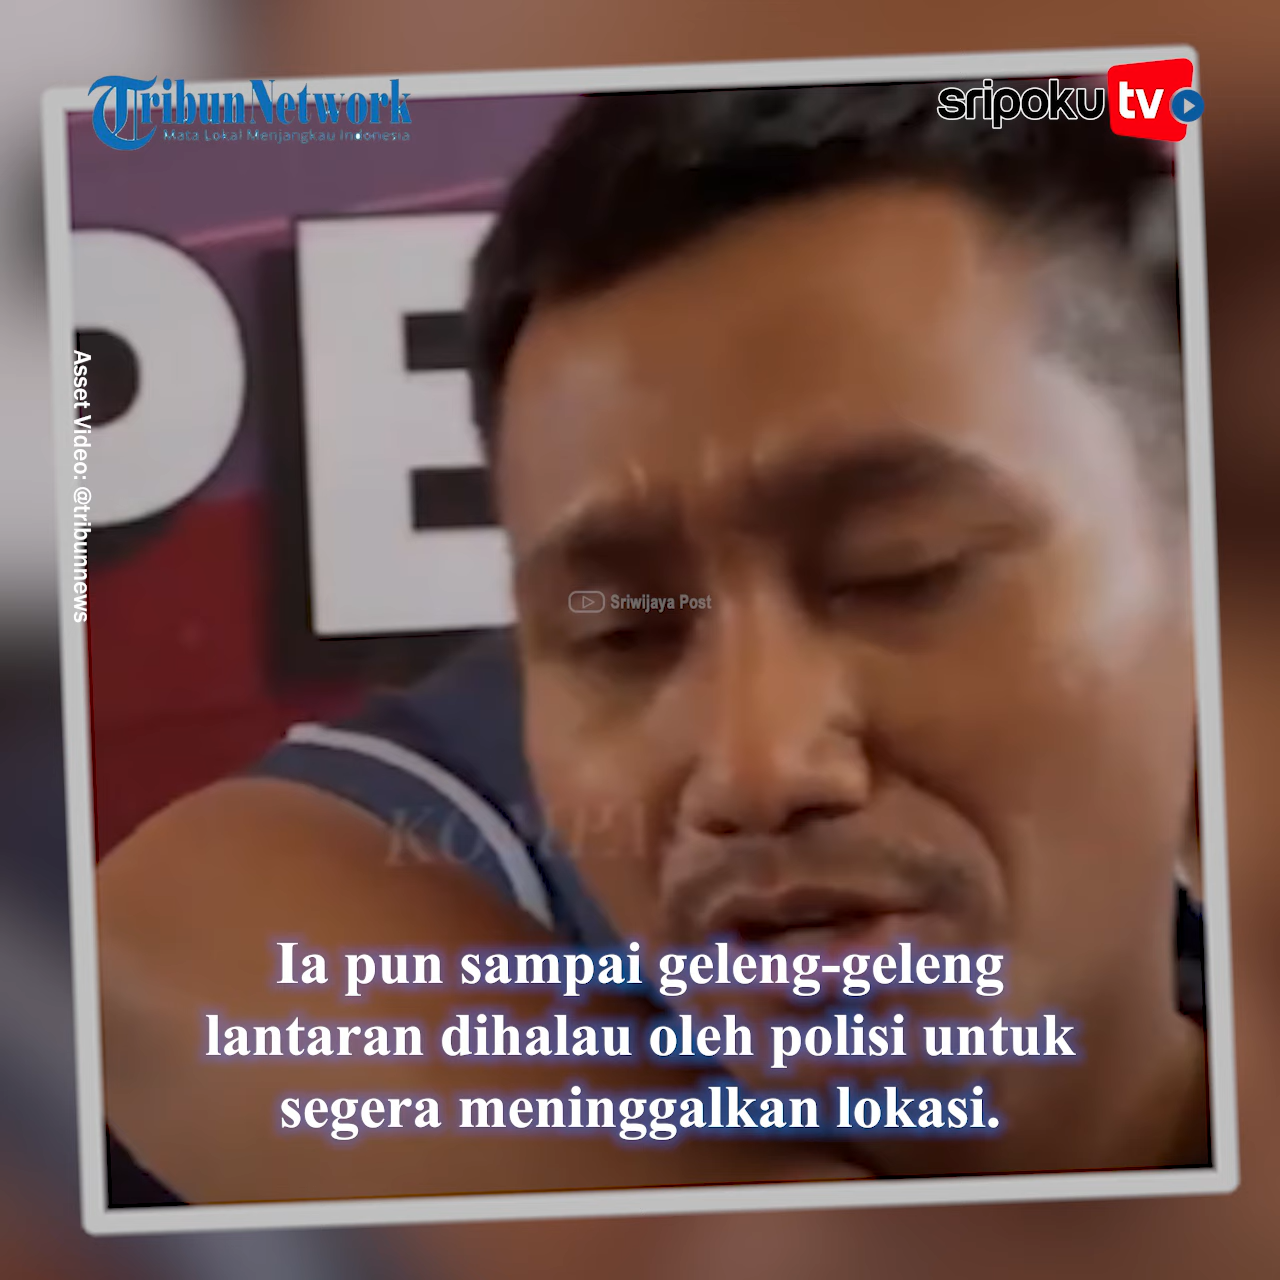 TribunNetwork
Mata Lokal Menjangkau Indonesia
sripoku tv
PE
Asset Video: @tribunnews
Sriwijaya Post
KOMPA
Ia pun sampai geleng-geleng
lantaran dihalau oleh polisi untuk
segera meninggalkan lokasi.